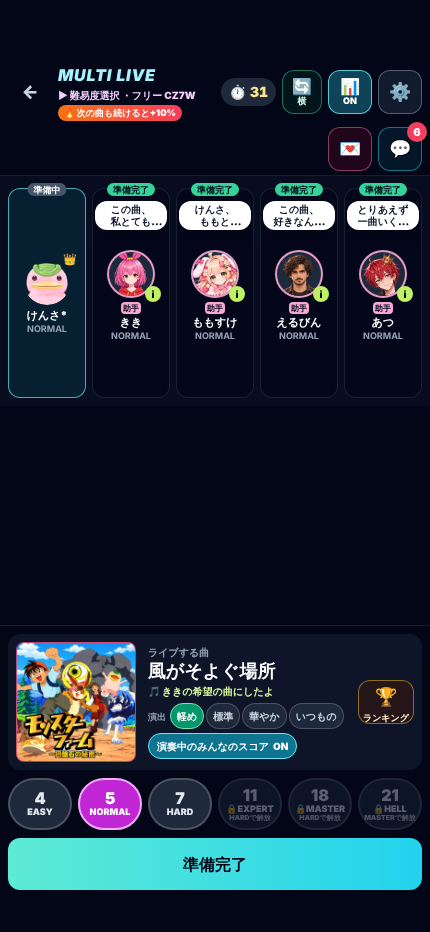 MULTI LIVE
▶ 難易度選択 ・フリー CZ7W
🔥 次の曲も続けると+10%
⏱️ 31
横
ON
6
準備中
準備完了
準備完了
準備完了
準備完了
この曲、
私とても…
けんさ、
ももと…
この曲、
好きなん…
とりあえず
一曲いく…
助手
助手
助手
助手
けんさ*
きき
ももすけ
えるびん
あつ
NORMAL
NORMAL
NORMAL
NORMAL
NORMAL
モンスターファーム
ライブする曲
風がそよぐ場所
🎵 ききの希望の曲にしたよ
演出 軽め 標準 華やか いつもの
演奏中のみんなのスコア ON
ランキング
4
EASY
5
NORMAL
7
HARD
11
🔒EXPERT
HARDで解放
18
🔒MASTER
HARDで解放
21
🔒HELL
MASTERで解放
準備完了